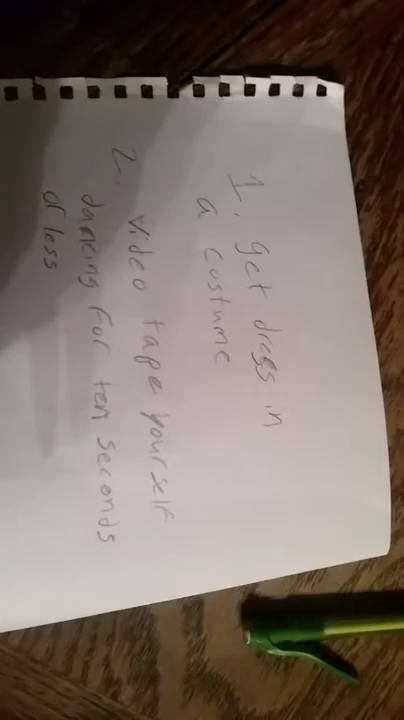 1. get dress in
a costume
2. video tape yourself
dancing for ten seconds
or less